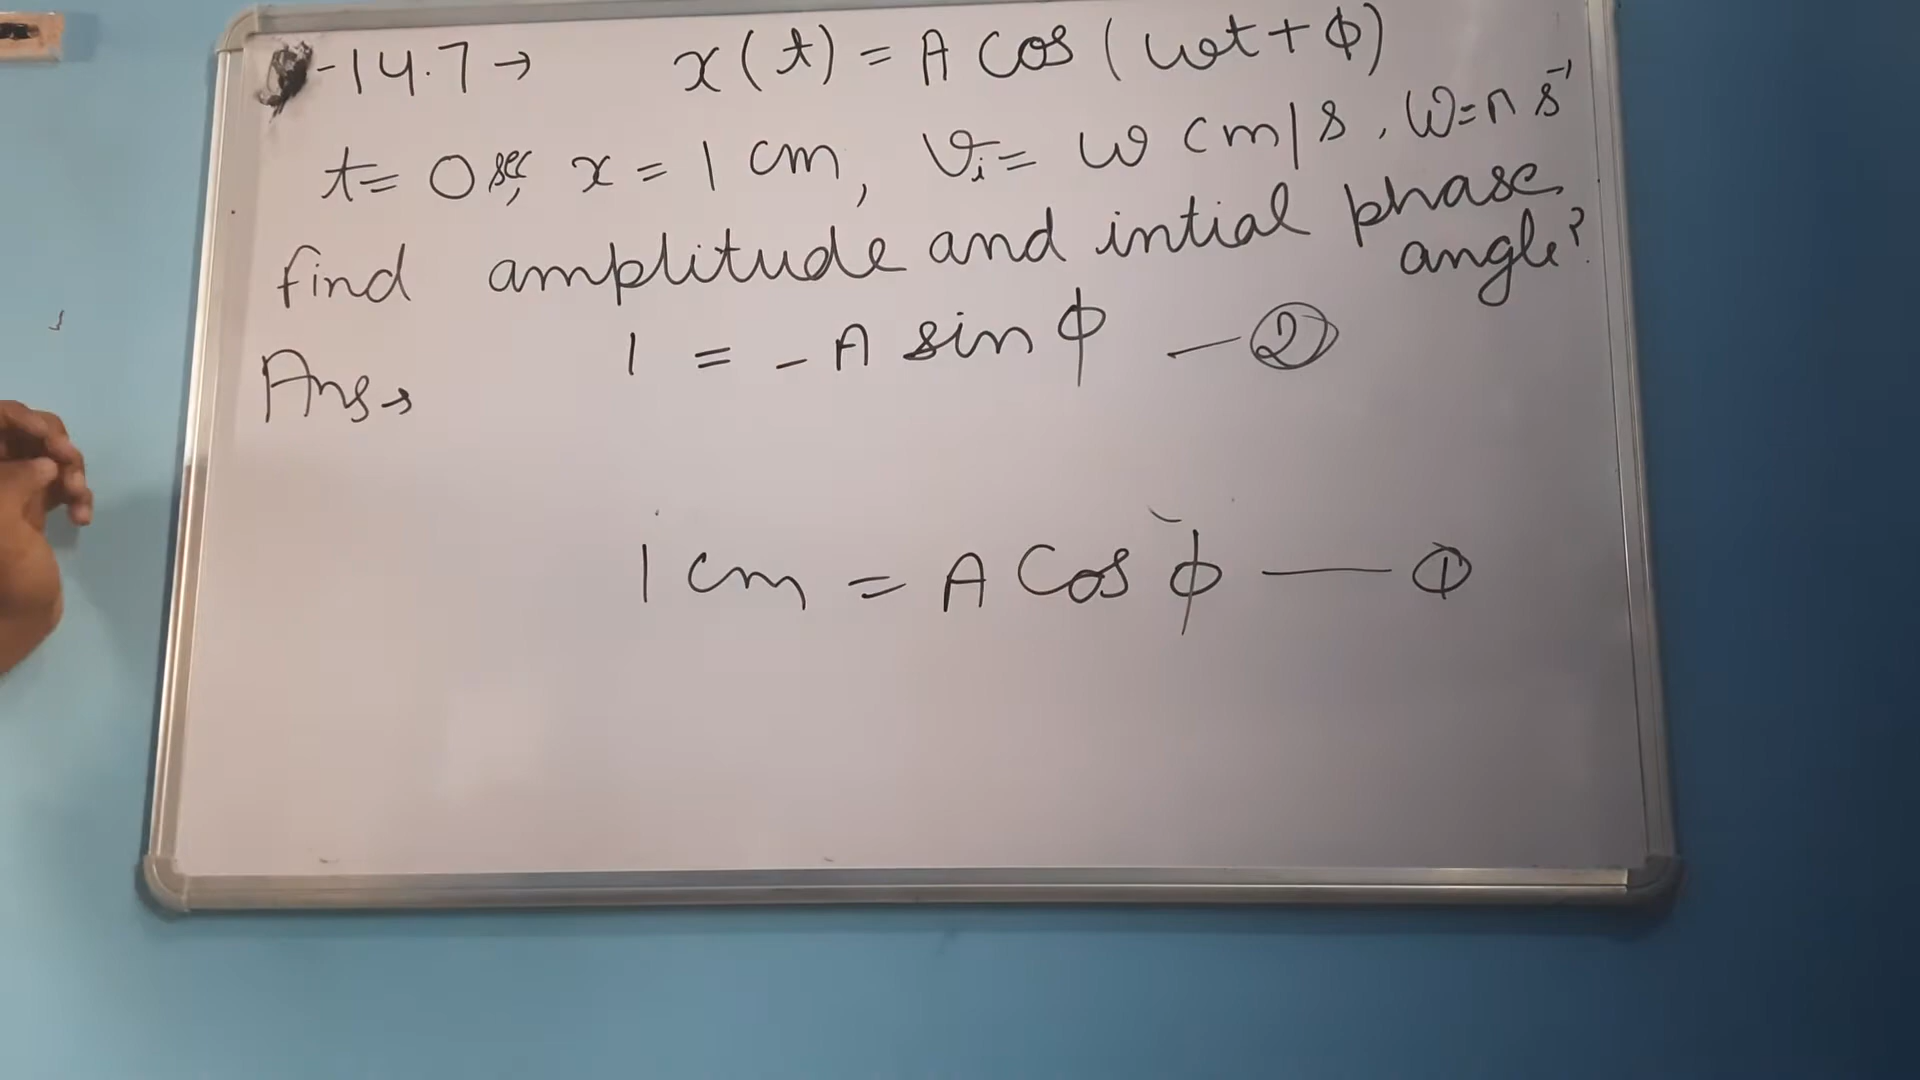 -14.7→ x(t) = A Cos (ωt + ϕ)
t= 0 sec, x = 1 cm, vi= ω cm/s, ω=π s⁻¹
find amplitude and intial phase angle?
Ans→ 1 = -A sin ϕ — ②
1 cm = A Cos ϕ — ①